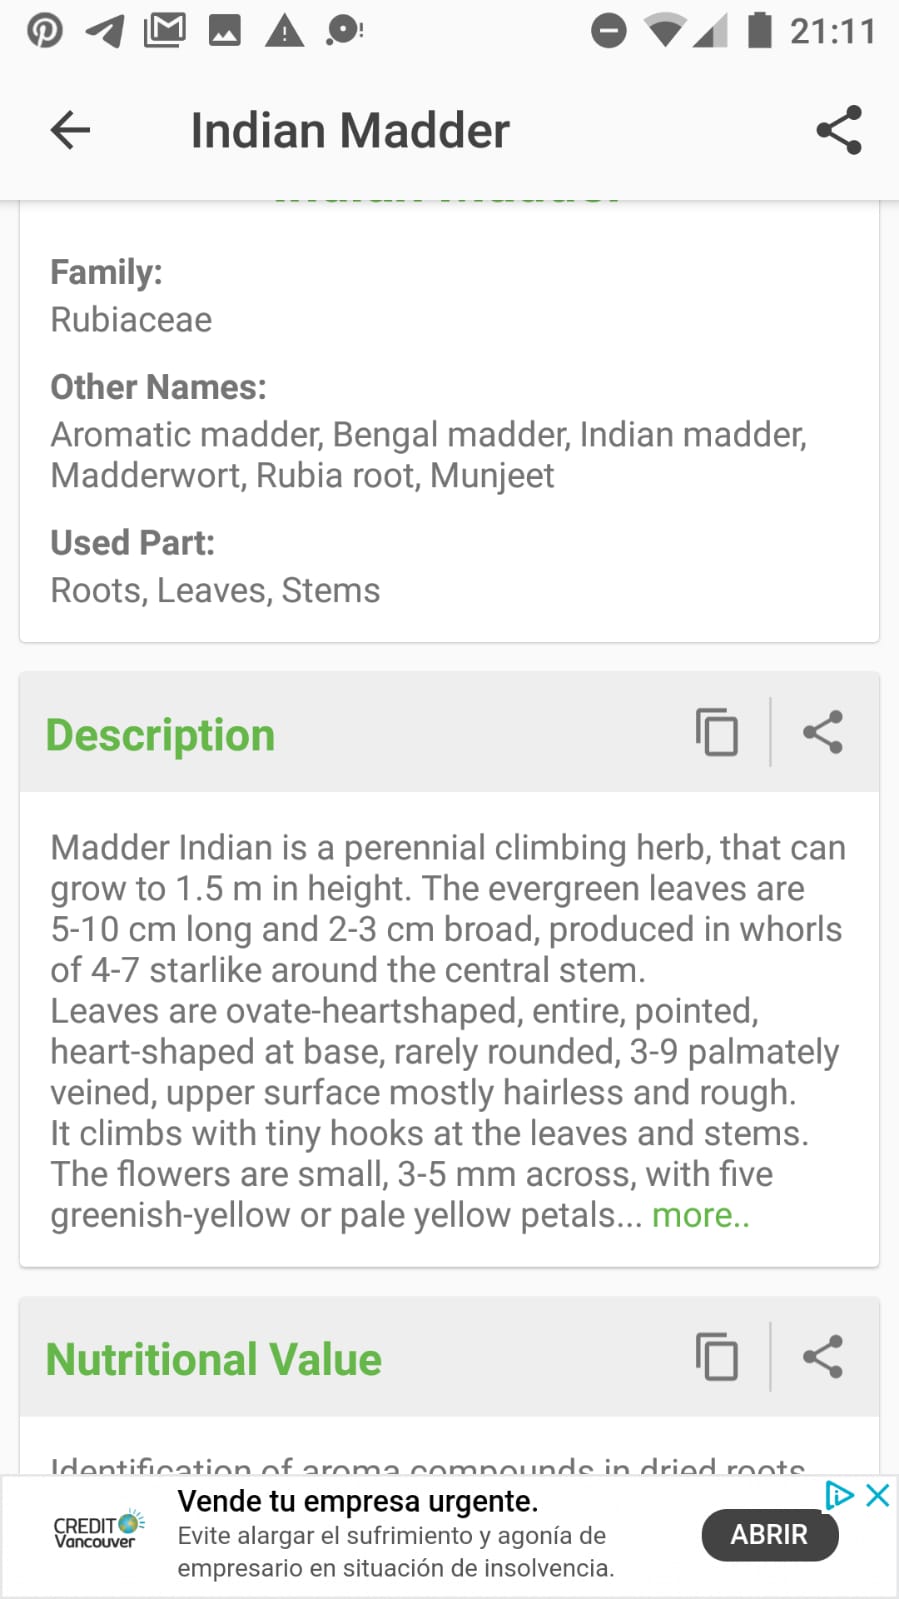 21:11
Indian Madder
Indian Madder
Family:
Rubiaceae
Other Names:
Aromatic madder, Bengal madder, Indian madder,
Madderwort, Rubia root, Munjeet
Used Part:
Roots, Leaves, Stems
Description
Madder Indian is a perennial climbing herb, that can
grow to 1.5 m in height. The evergreen leaves are
5-10 cm long and 2-3 cm broad, produced in whorls
of 4-7 starlike around the central stem.
Leaves are ovate-heartshaped, entire, pointed,
heart-shaped at base, rarely rounded, 3-9 palmately
veined, upper surface mostly hairless and rough.
It climbs with tiny hooks at the leaves and stems.
The flowers are small, 3-5 mm across, with five
greenish-yellow or pale yellow petals... more..
Nutritional Value
Identification of aroma compounds in dried roots
CREDIT
Vancouver
Vende tu empresa urgente.
Evite alargar el sufrimiento y agonía de
empresario en situación de insolvencia.
ABRIR